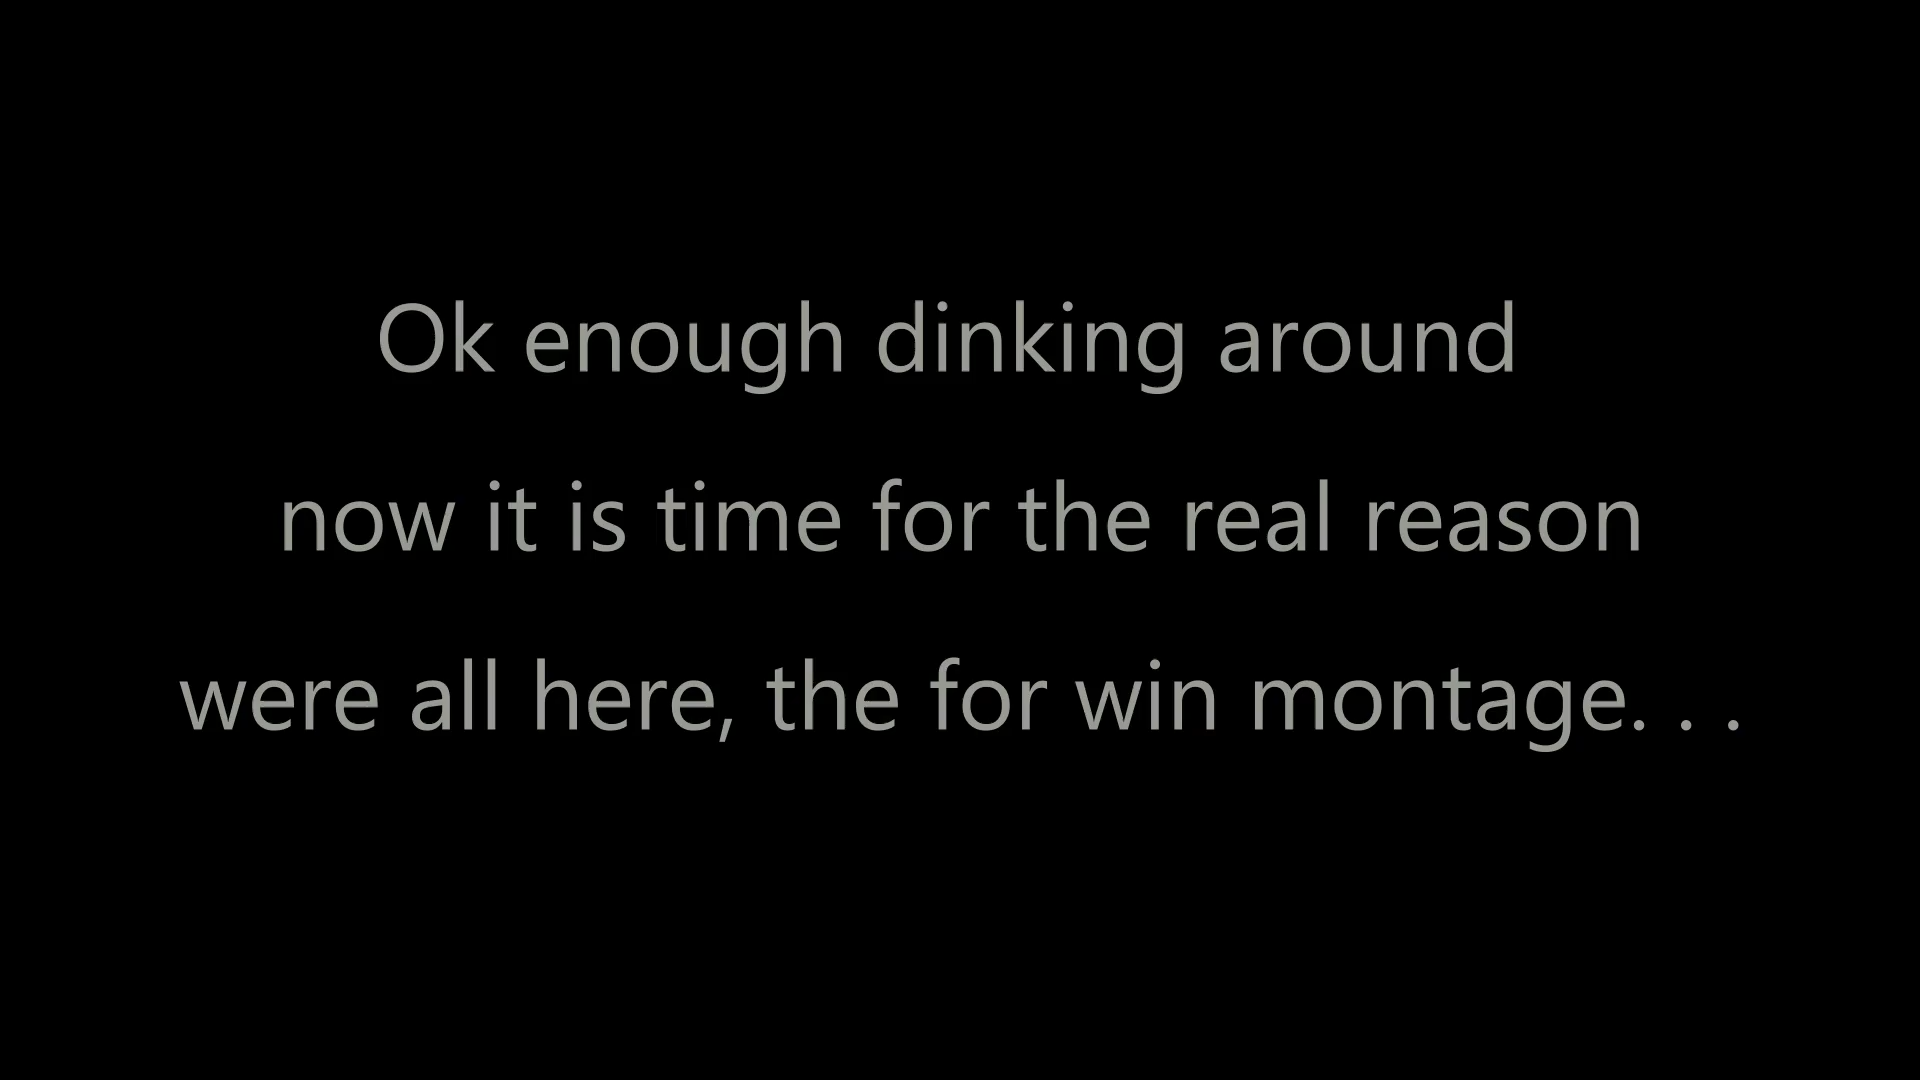 Ok enough dinking around
now it is time for the real reason
were all here, the for win montage. . .